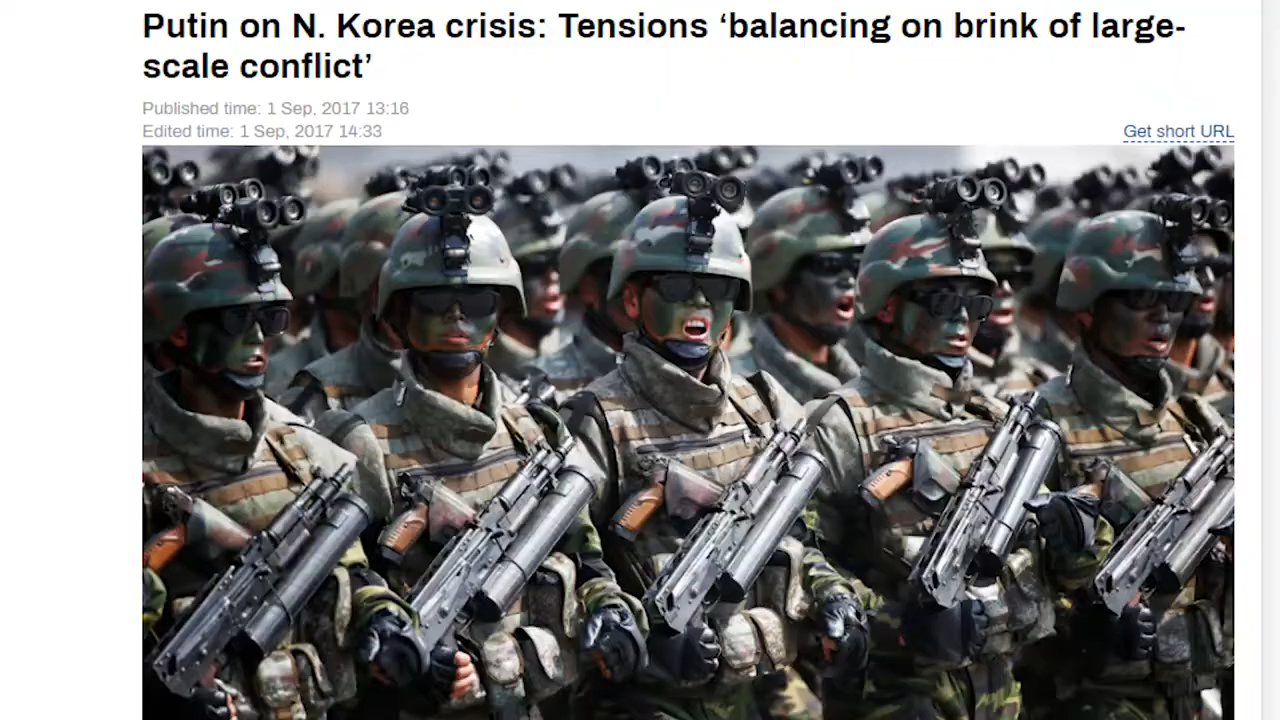 Putin on N. Korea crisis: Tensions ‘balancing on brink of large-
scale conflict’
Published time: 1 Sep, 2017 13:16
Edited time: 1 Sep, 2017 14:33
Get short URL